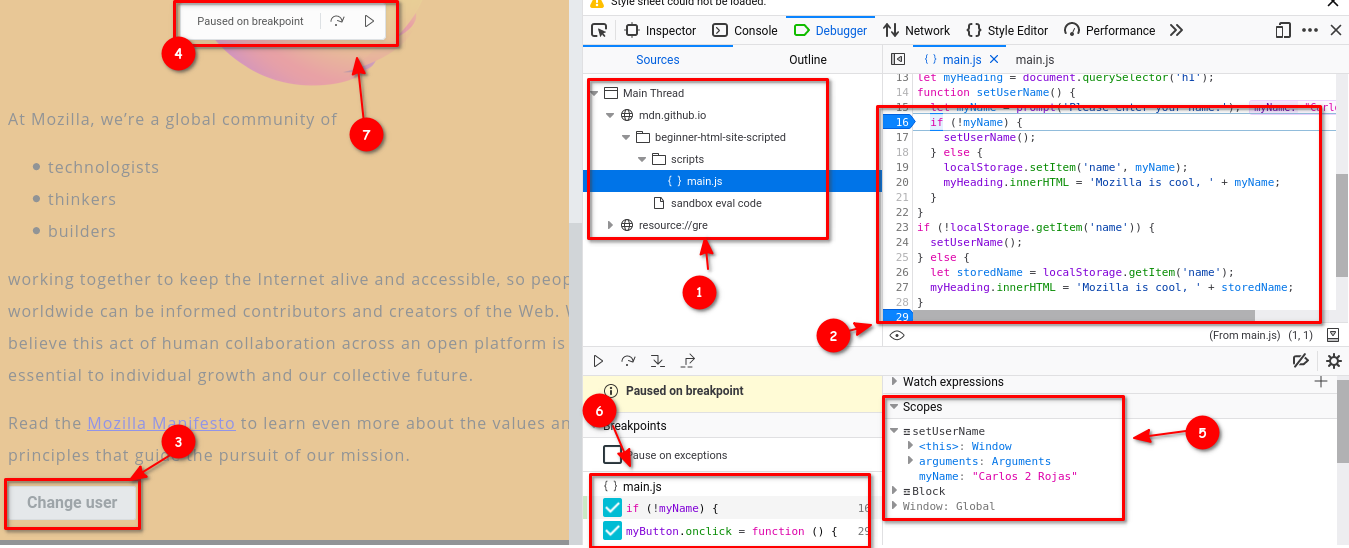 Paused on breakpoint
4
7
At Mozilla, we're a global community of
technologists
thinkers
builders
working together to keep the Internet alive and accessible, so peop
worldwide can be informed contributors and creators of the Web. W
believe this act of human collaboration across an open platform is
essential to individual growth and our collective future.
Read the Mozilla Manifesto to learn even more about the values an
principles that guide the pursuit of our mission.
3
Change user
Style sheet could not be loaded.
Inspector Console Debugger Network Style Editor Performance
Sources Outline
Main Thread
mdn.github.io
beginner-html-site-scripted
scripts
main.js
sandbox eval code
resource://gre
1
{ } main.js main.js
13 let myHeading = document.querySelector('h1');
14 function setUserName() {
15 let myName = prompt('Please enter your name.'); myName: "Carlo
16 if (!myName) {
17 setUserName();
18 } else {
19 localStorage.setItem('name', myName);
20 myHeading.innerHTML = 'Mozilla is cool, ' + myName;
21 }
22 }
23 if (!localStorage.getItem('name')) {
24 setUserName();
25 } else {
26 let storedName = localStorage.getItem('name');
27 myHeading.innerHTML = 'Mozilla is cool, ' + storedName;
28 }
29
2
(From main.js) (1, 1)
Paused on breakpoint
6
Breakpoints
Pause on exceptions
{ } main.js
if (!myName) { 16
myButton.onclick = function () { 29
Watch expressions
Scopes
setUserName
<this>: Window
arguments: Arguments
myName: "Carlos 2 Rojas"
Block
Window: Global
5